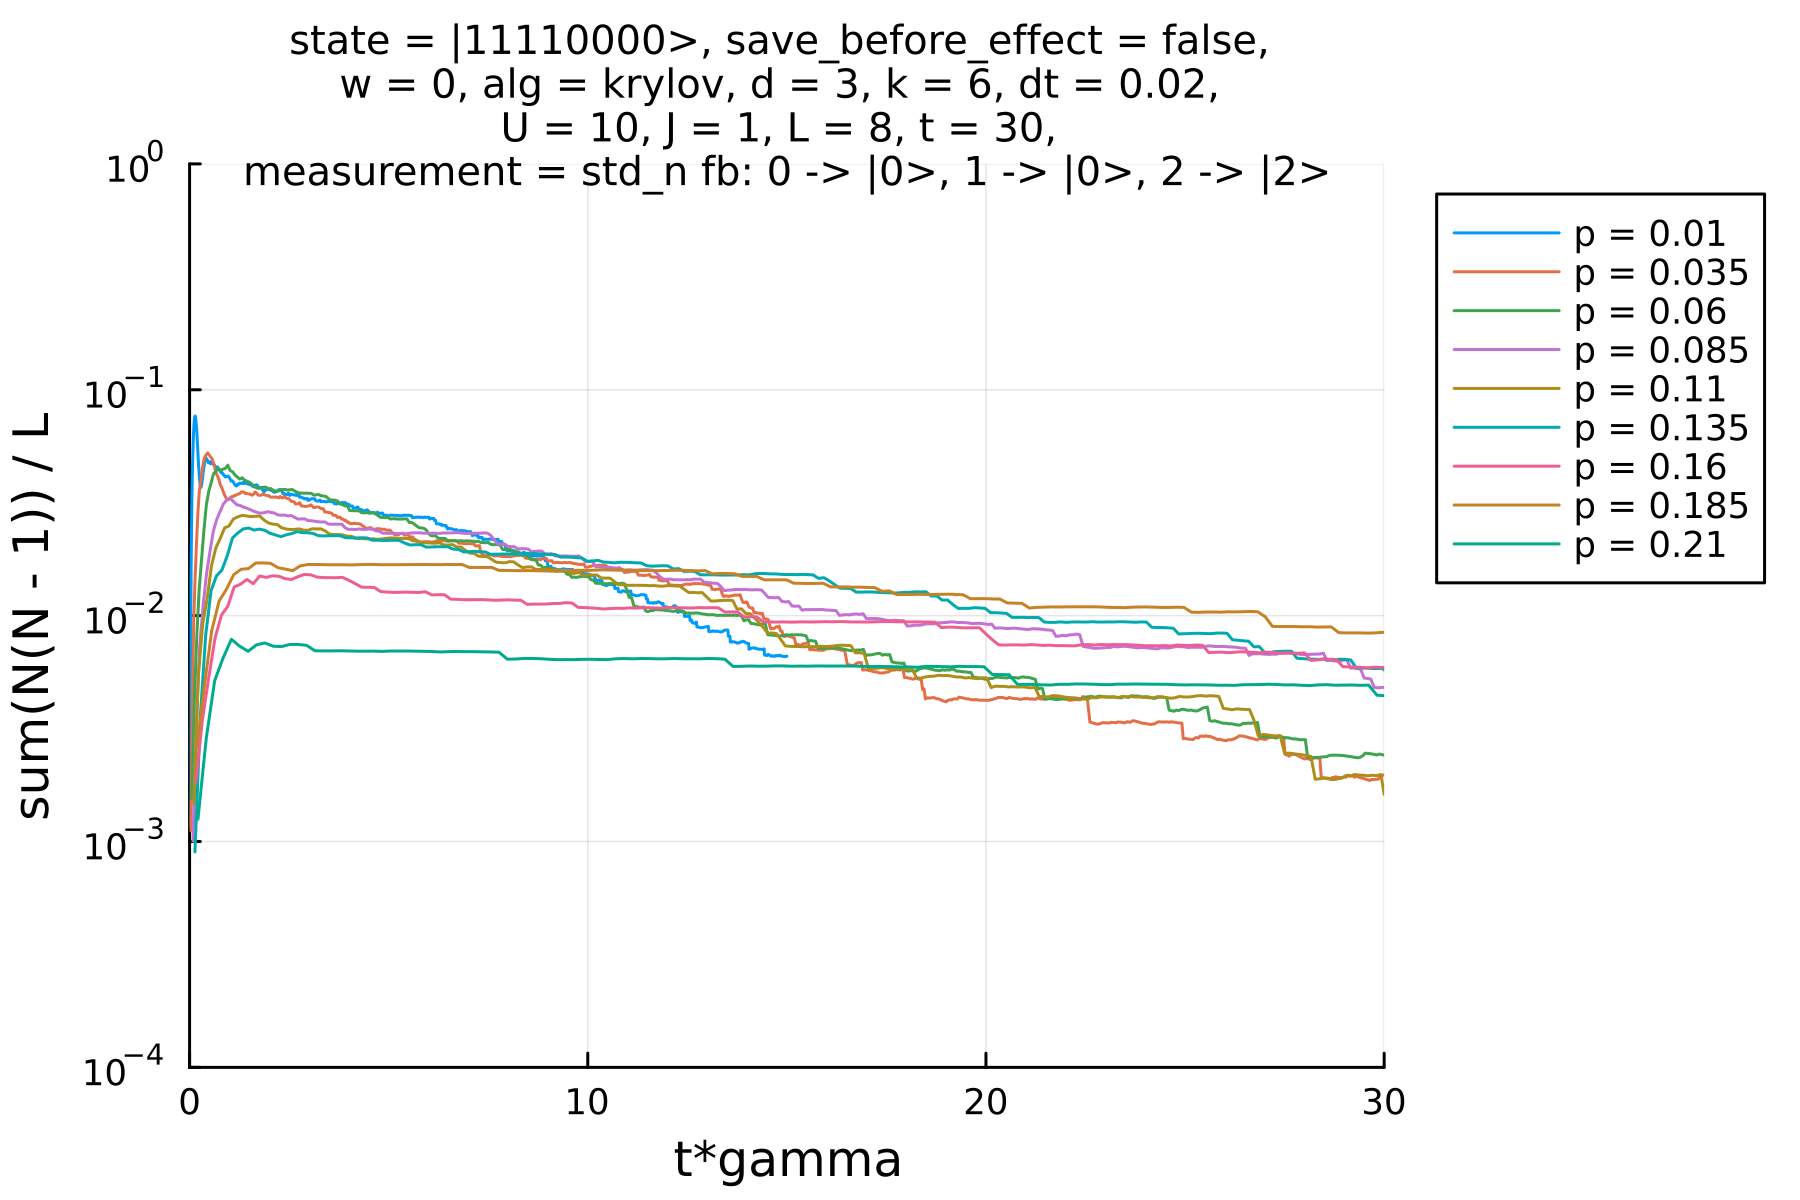 state = |11110000>, save_before_effect = false,
w = 0, alg = krylov, d = 3, k = 6, dt = 0.02,
U = 10, J = 1, L = 8, t = 30,
measurement = std_n fb: 0 -> |0>, 1 -> |0>, 2 -> |2>
10⁰
10⁻¹
10⁻²
10⁻³
10⁻⁴
sum(N(N - 1)) / L
0
10
20
30
t*gamma
p = 0.01
p = 0.035
p = 0.06
p = 0.085
p = 0.11
p = 0.135
p = 0.16
p = 0.185
p = 0.21